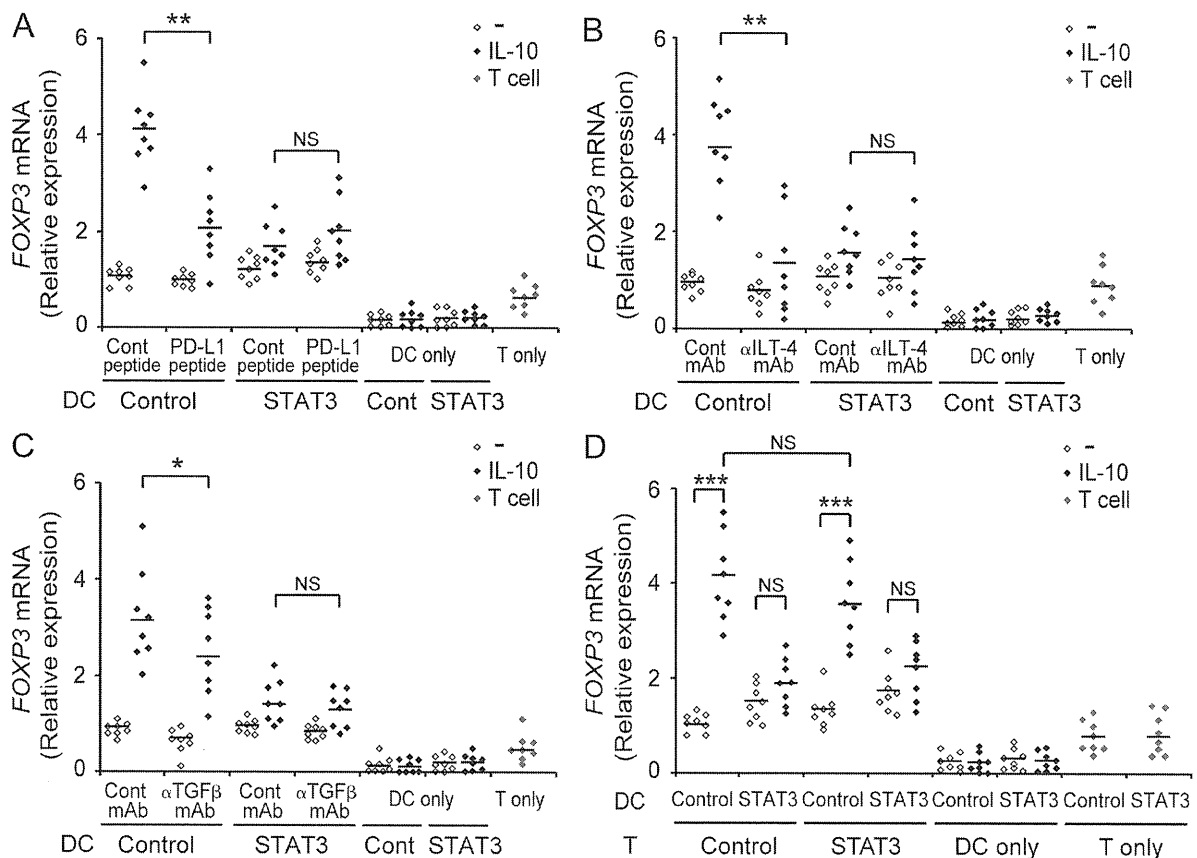 A
**
NS
– 
IL-10
T cell
6
4
2
0
FOXP3 mRNA
(Relative expression)
Cont peptide
PD-L1 peptide
Cont peptide
PD-L1 peptide
DC only
T only
DC Control STAT3 Cont STAT3
B
**
NS
–
IL-10
T cell
6
4
2
0
FOXP3 mRNA
(Relative expression)
Cont mAb
αILT-4 mAb
Cont mAb
αILT-4 mAb
DC only
T only
DC Control STAT3 Cont STAT3
C
*
NS
–
IL-10
T cell
6
4
2
0
FOXP3 mRNA
(Relative expression)
Cont mAb
αTGFβ mAb
Cont mAb
αTGFβ mAb
DC only
T only
DC Control STAT3 Cont STAT3
D
NS
***
NS
***
NS
–
IL-10
T cell
6
4
2
0
FOXP3 mRNA
(Relative expression)
DC Control STAT3 Control STAT3 Control STAT3 Control STAT3
T Control STAT3 DC only T only